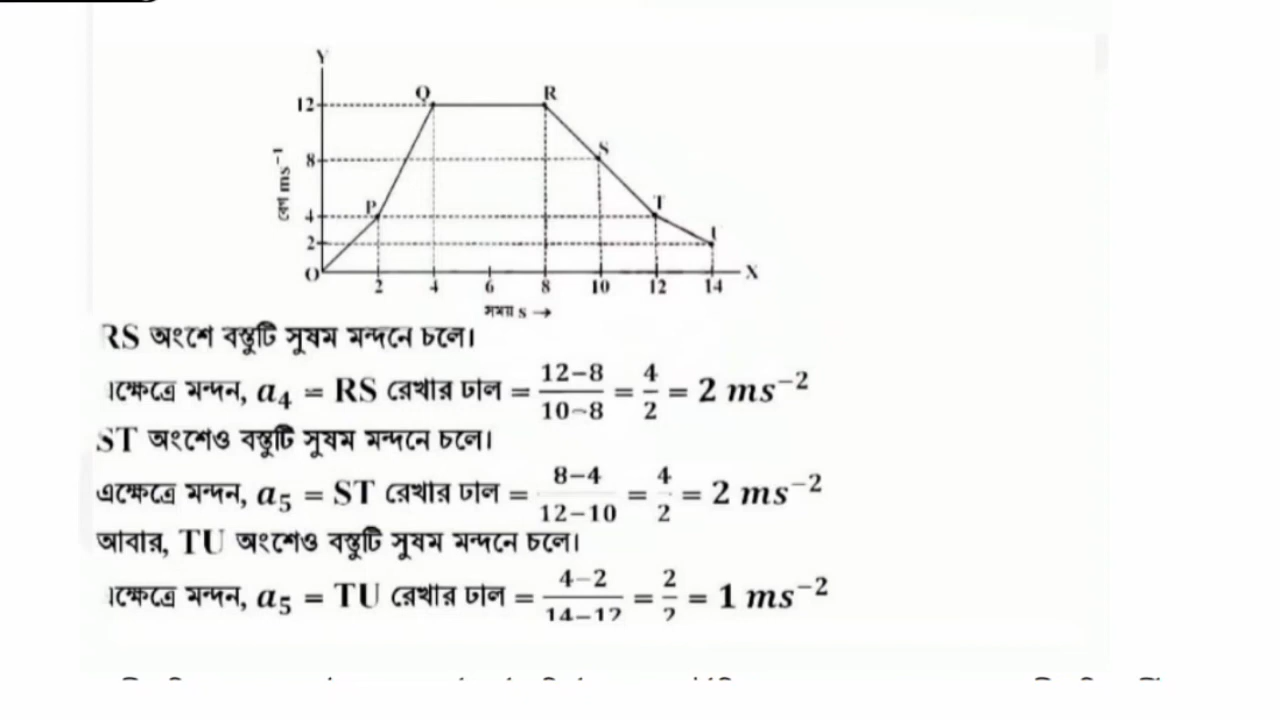 Y
Q
R
12
S
8
বেগ ms⁻¹
P
T
4
2
O
X
2 4 6 8 10 12 14
সময় s →
RS অংশে বস্তুটি সুষম মন্দনে চলে।
ক্ষেত্রে মন্দন, a₄ = RS রেখার ঢাল = 12−8/10−8 = 4/2 = 2 ms⁻²
ST অংশেও বস্তুটি সুষম মন্দনে চলে।
এক্ষেত্রে মন্দন, a₅ = ST রেখার ঢাল = 8−4/12−10 = 4/2 = 2 ms⁻²
আবার, TU অংশেও বস্তুটি সুষম মন্দনে চলে।
ক্ষেত্রে মন্দন, a₅ = TU রেখার ঢাল = 4−2/14−12 = 2/2 = 1 ms⁻²